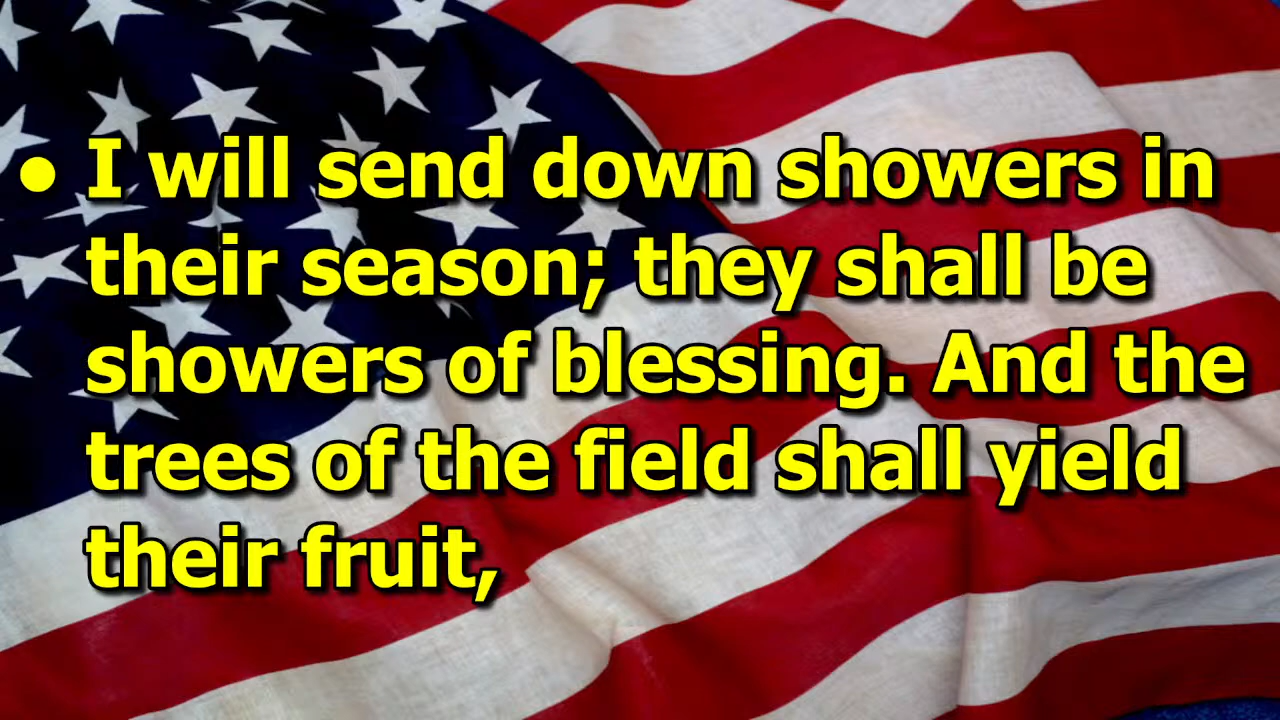 • I will send down showers in
their season; they shall be
showers of blessing. And the
trees of the field shall yield
their fruit,